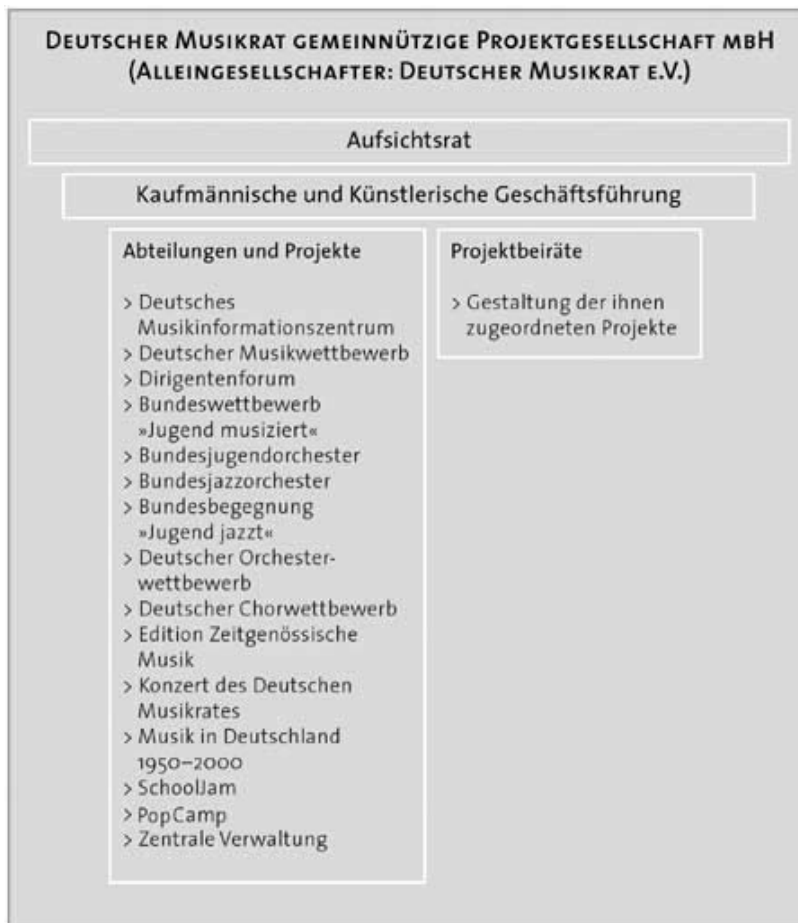 DEUTSCHER MUSIKRAT GEMEINNÜTZIGE PROJEKTGESELLSCHAFT MBH
(ALLEINGESELLSCHAFTER: DEUTSCHER MUSIKRAT E.V.)
Aufsichtsrat
Kaufmännische und Künstlerische Geschäftsführung
Abteilungen und Projekte
> Deutsches
Musikinformationszentrum
> Deutscher Musikwettbewerb
> Dirigentenforum
> Bundeswettbewerb
»Jugend musiziert«
> Bundesjugendorchester
> Bundesjazzorchester
> Bundesbegegnung
»Jugend jazzt«
> Deutscher Orchester-
wettbewerb
> Deutscher Chorwettbewerb
> Edition Zeitgenössische
Musik
> Konzert des Deutschen
Musikrates
> Musik in Deutschland
1950–2000
> SchoolJam
> PopCamp
> Zentrale Verwaltung
Projektbeiräte
> Gestaltung der ihnen
zugeordneten Projekte